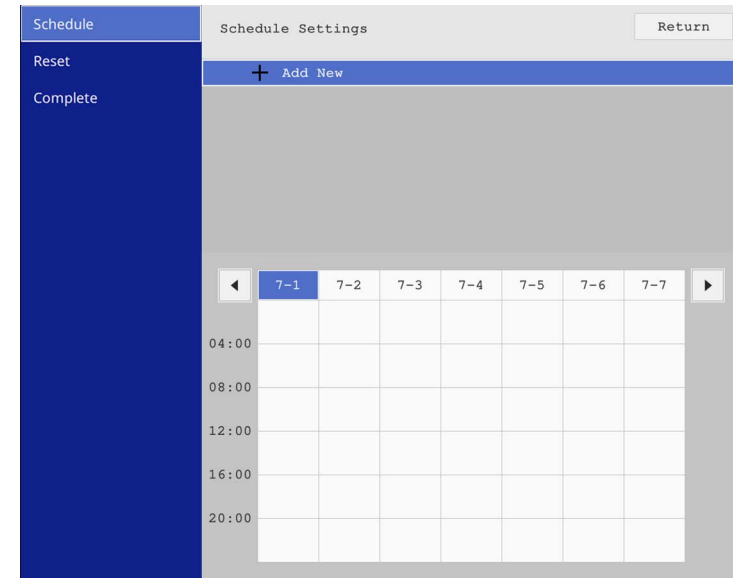 Schedule
Reset
Complete
Schedule Settings
Return
+ Add New
7-1 7-2 7-3 7-4 7-5 7-6 7-7
04:00
08:00
12:00
16:00
20:00